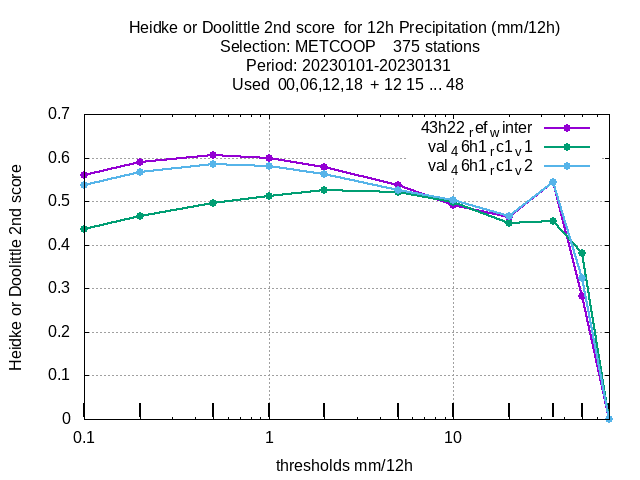 Heidke or Doolittle 2nd score  for 12h Precipitation (mm/12h)
Selection: METCOOP    375 stations
Period: 20230101-20230131
Used  00,06,12,18  + 12 15 ... 48
43h22_ref_winter
val_46h1_rc1_v1
val_46h1_rc1_v2
0.7
0.6
0.5
0.4
0.3
0.2
0.1
0
Heidke or Doolittle 2nd score
0.1 1 10
thresholds mm/12h